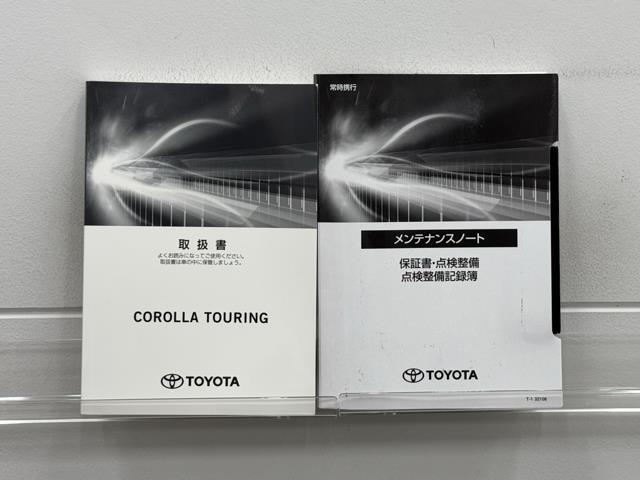 取扱書
よくお読みになってご使用ください。
取扱書は車の中に保管しましょう。
COROLLA TOURING
TOYOTA
常時携行
メンテナンスノート
保証書・点検整備
点検整備記録簿
TOYOTA
T-1 32108